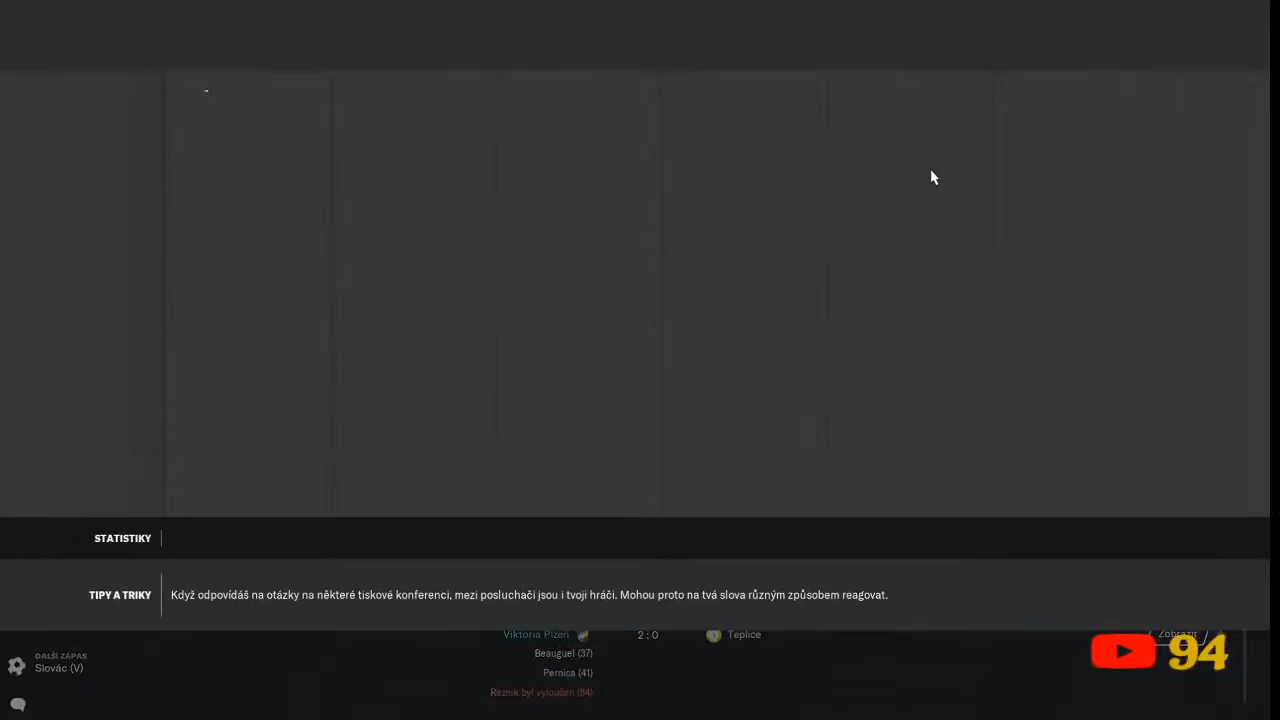 -
STATISTIKY
TIPY A TRIKY Když odpovídáš na otázky na některé tiskové konferenci, mezi posluchači jsou i tvoji hráči. Mohou proto na tvá slova různým způsobem reagovat.
Viktoria Plzeň 2 : 0 Teplice Zobrazit
DALŠÍ ZÁPAS
Slovác (V)
Beauguel (37)
Pernica (41)
Řezník byl vyloučen (84)
94